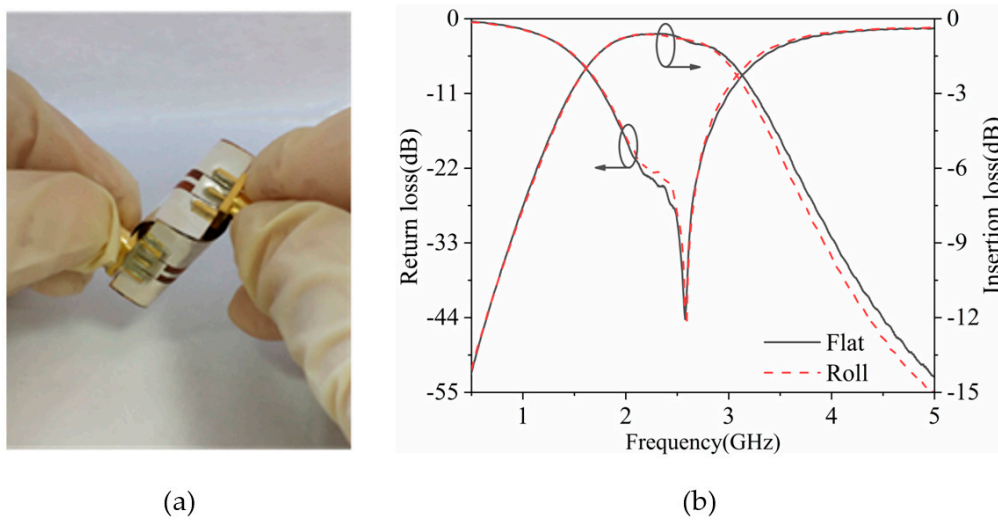 0
-11
-22
-33
-44
-55
Return loss(dB)
0
-3
-6
-9
-12
-15
Insertion loss(dB)
Flat
Roll
1
2
3
4
5
Frequency(GHz)
(a)
(b)